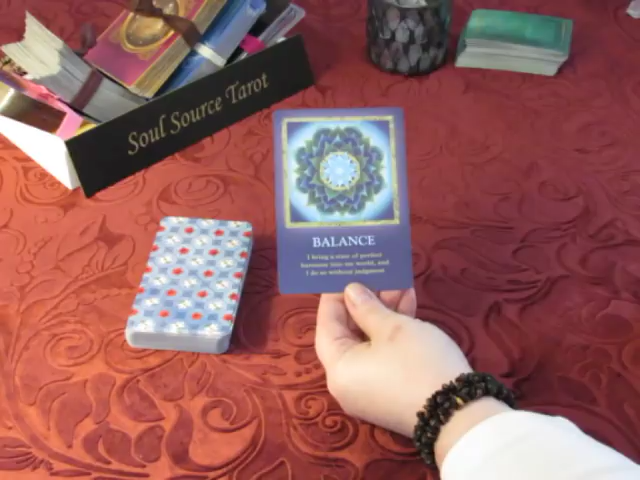 Soul Source Tarot
BALANCE
I bring a state of perfect
harmony into my world, and
I do so without judgment